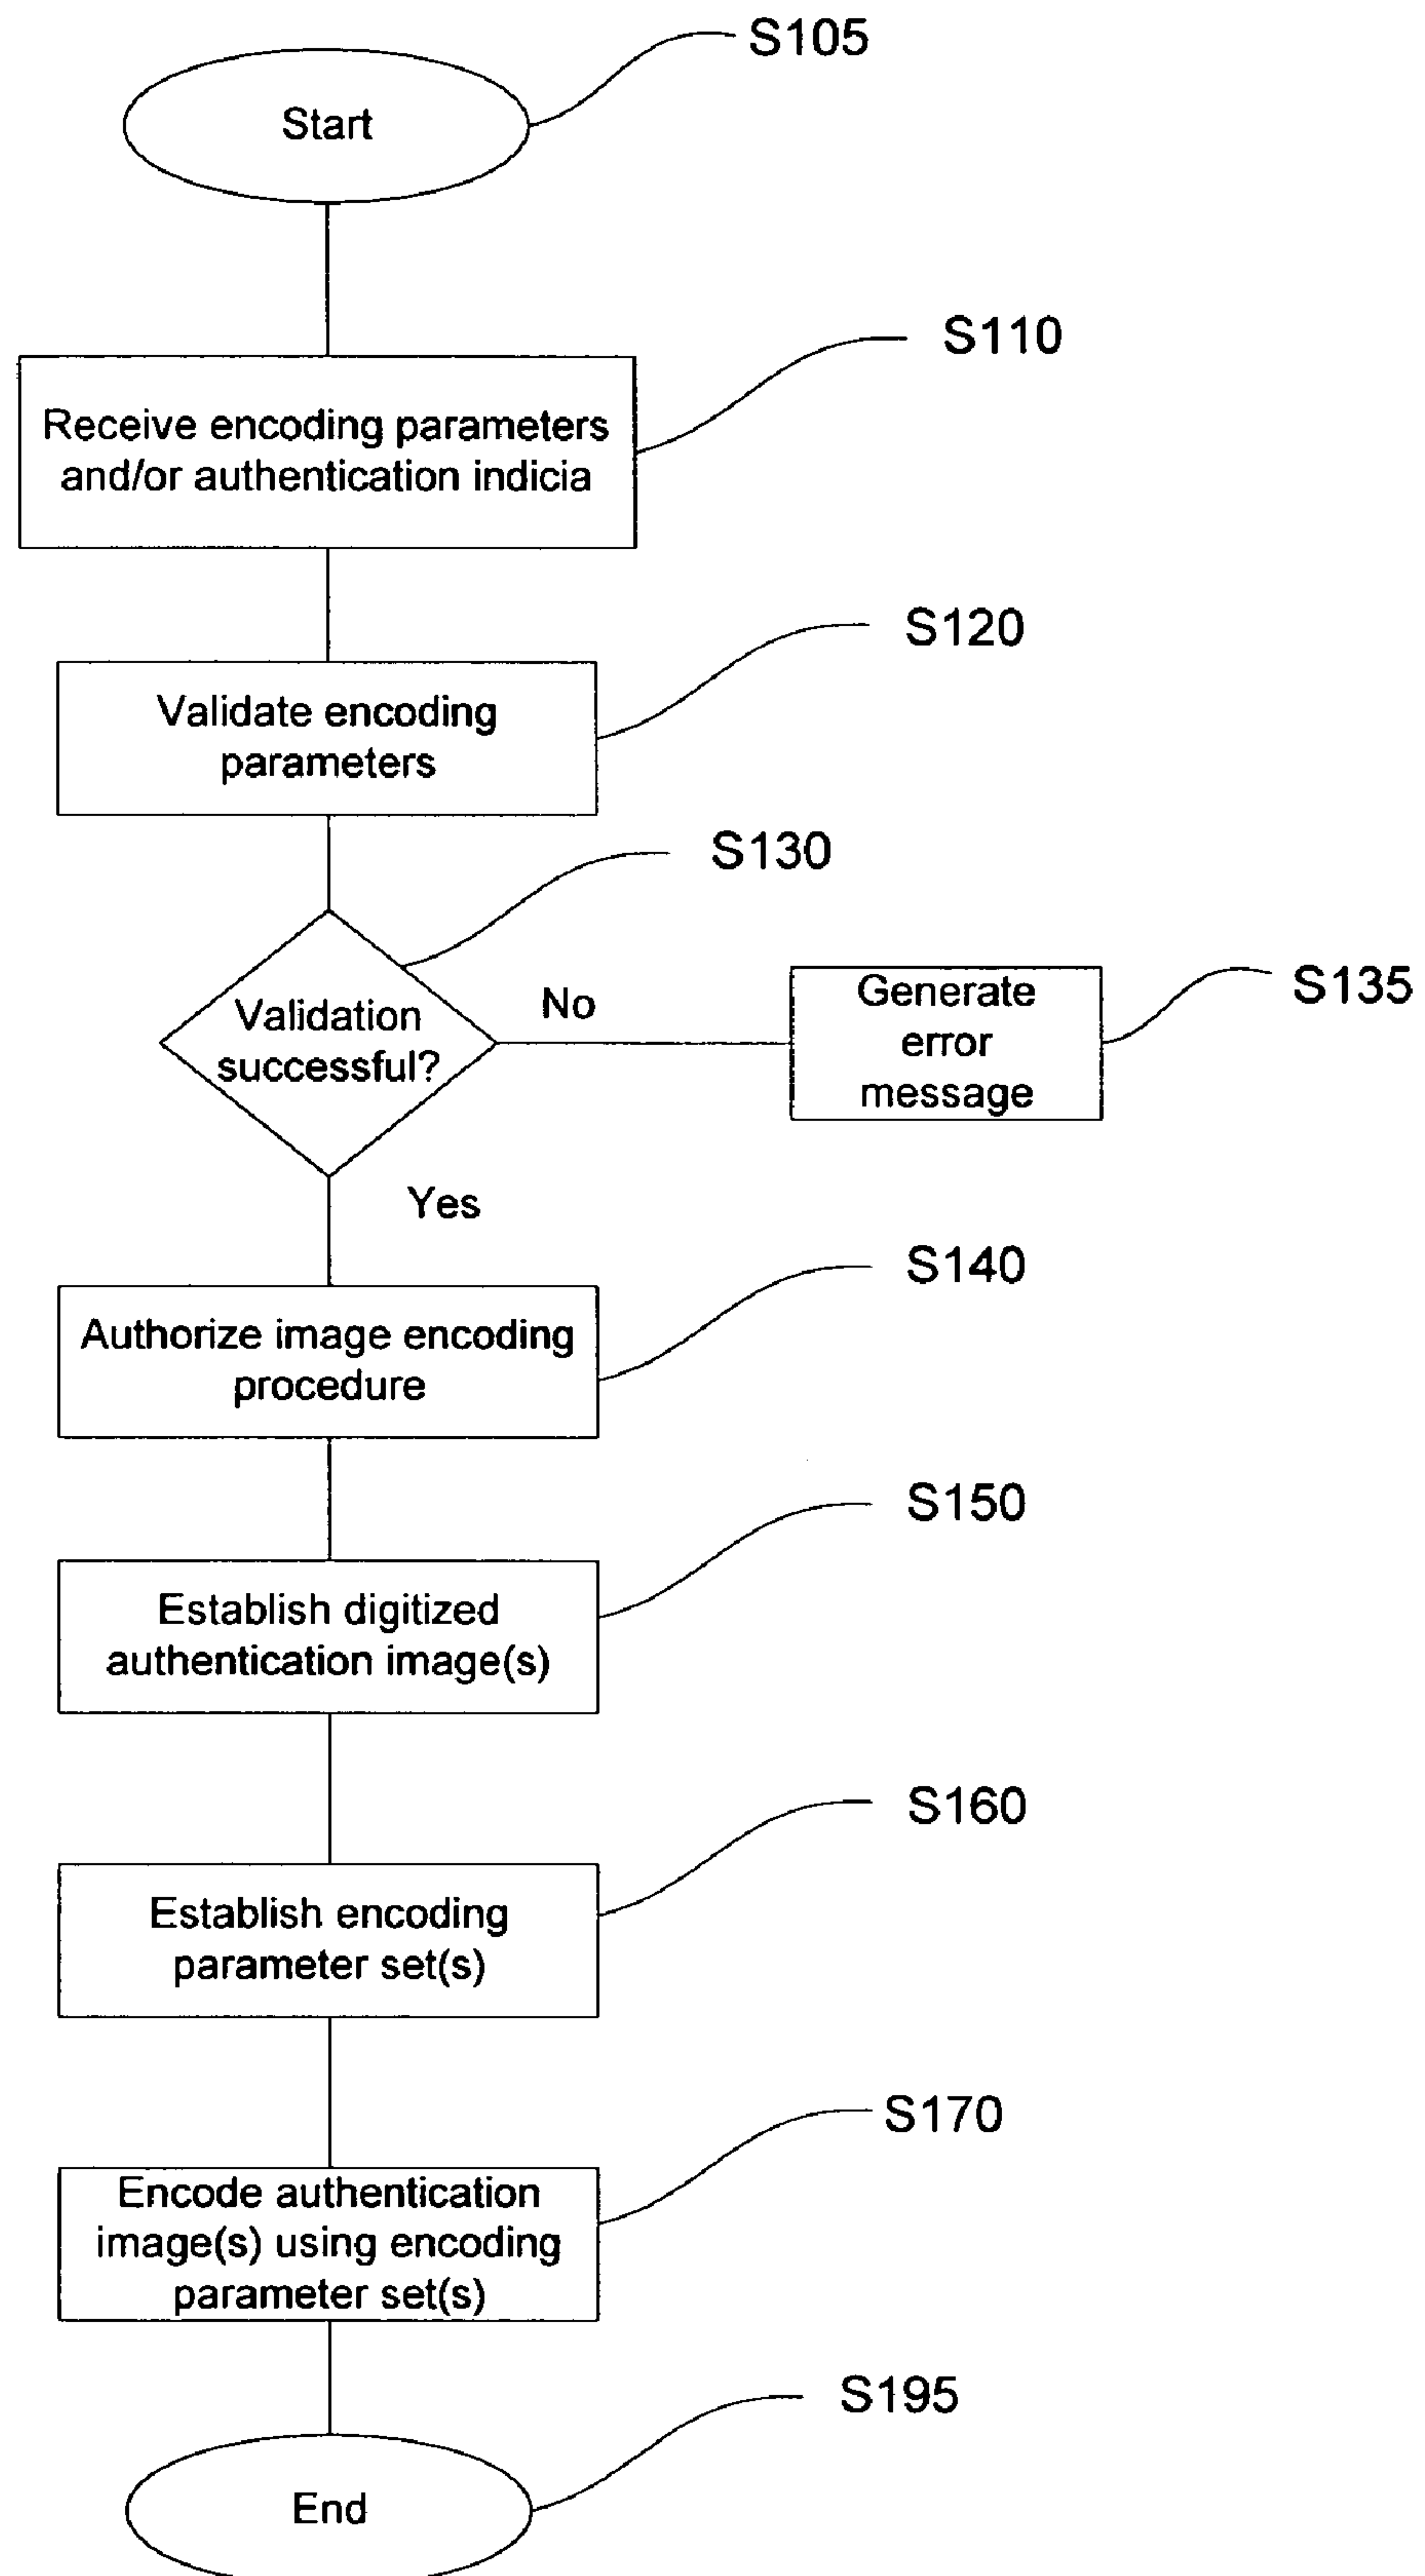 S105
Start
S110
Receive encoding parameters
and/or authentication indicia
S120
Validate encoding
parameters
S130
Validation
successful?
No
Generate
error
message
S135
Yes
S140
Authorize image encoding
procedure
S150
Establish digitized
authentication image(s)
S160
Establish encoding
parameter set(s)
S170
Encode authentication
image(s) using encoding
parameter set(s)
S195
End